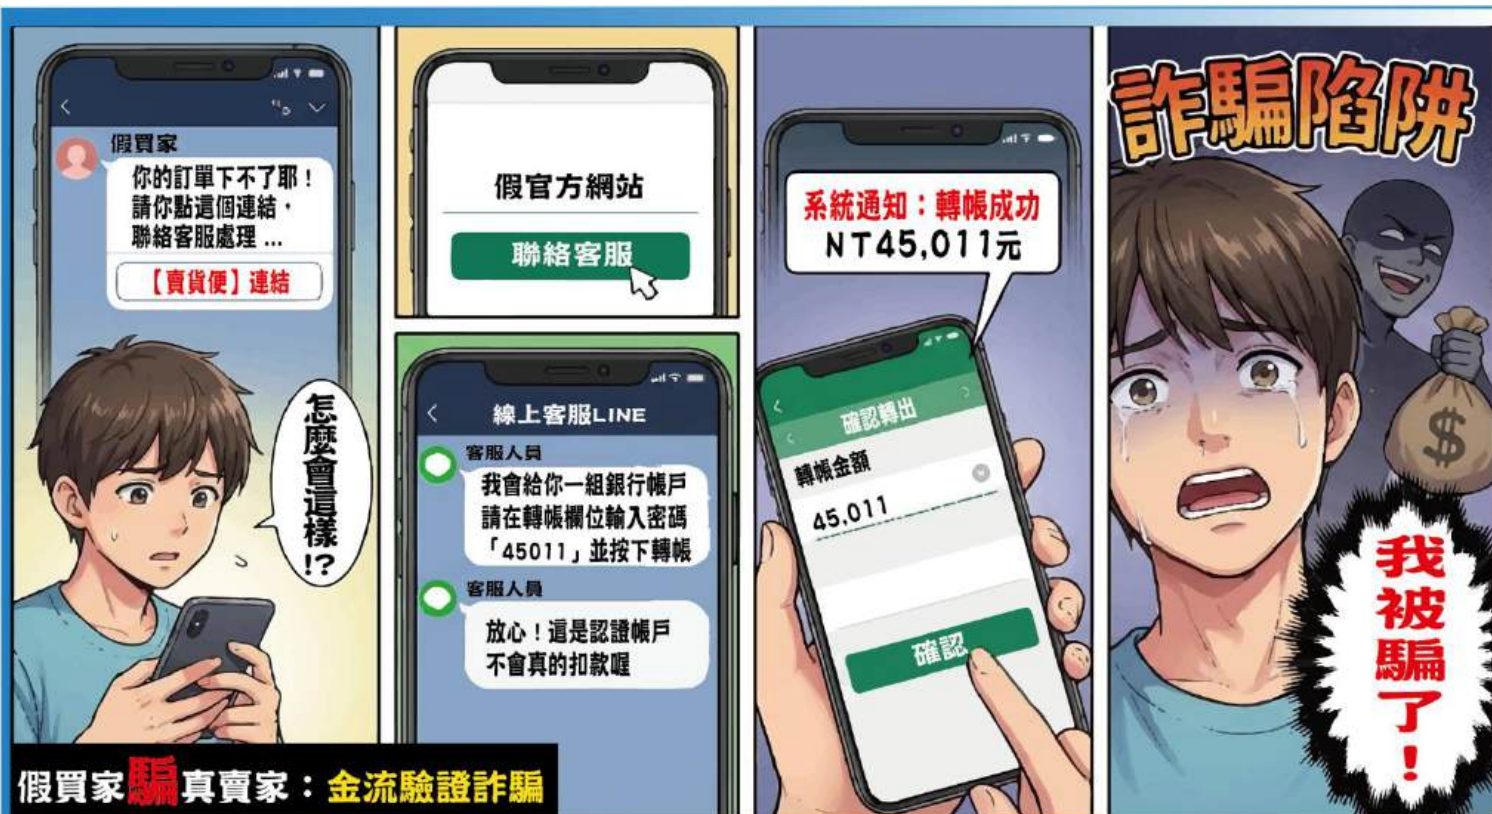 假買家
你的訂單下不了耶！
請你點這個連結，
聯絡客服處理 ...
【賣貨便】連結
怎麼會這樣!?
假官方網站
聯絡客服
線上客服LINE
客服人員
我會給你一組銀行帳戶
請在轉帳欄位輸入密碼
「45011」並按下轉帳
客服人員
放心！這是認證帳戶
不會真的扣款喔
系統通知：轉帳成功
NT45,011元
確認轉出
轉帳金額
45.011
確認
詐騙陷阱
$
我被騙了！
假買家騙真賣家：金流驗證詐騙